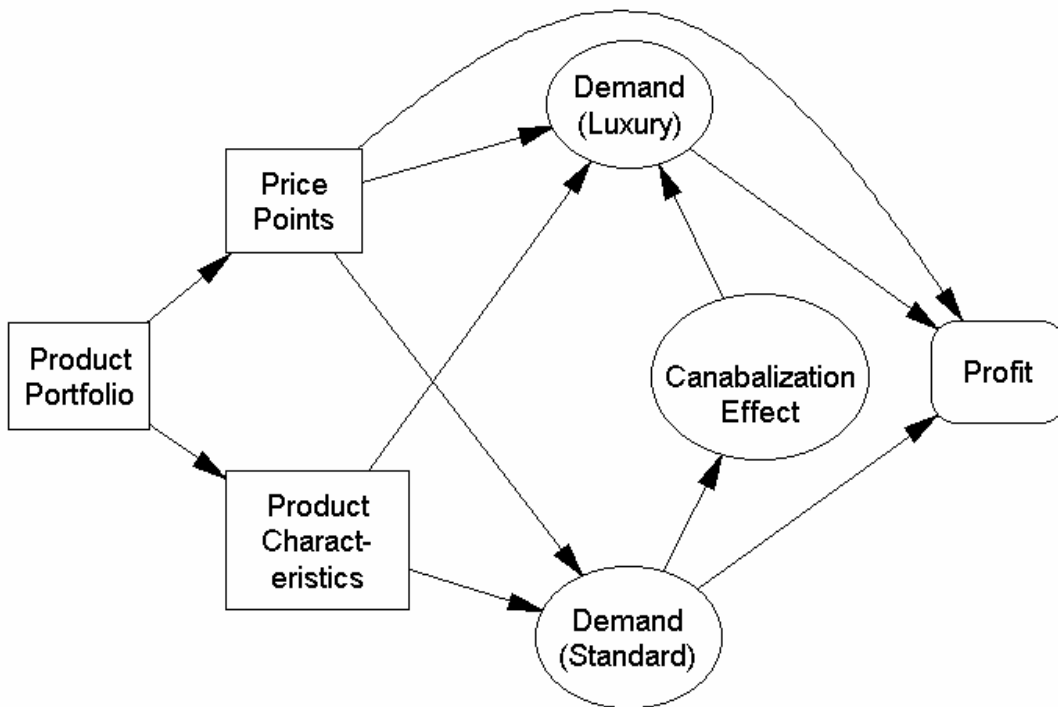 Demand
(Luxury)
Price
Points
Product
Portfolio
Canabalization
Effect
Profit
Product
Charact-
eristics
Demand
(Standard)